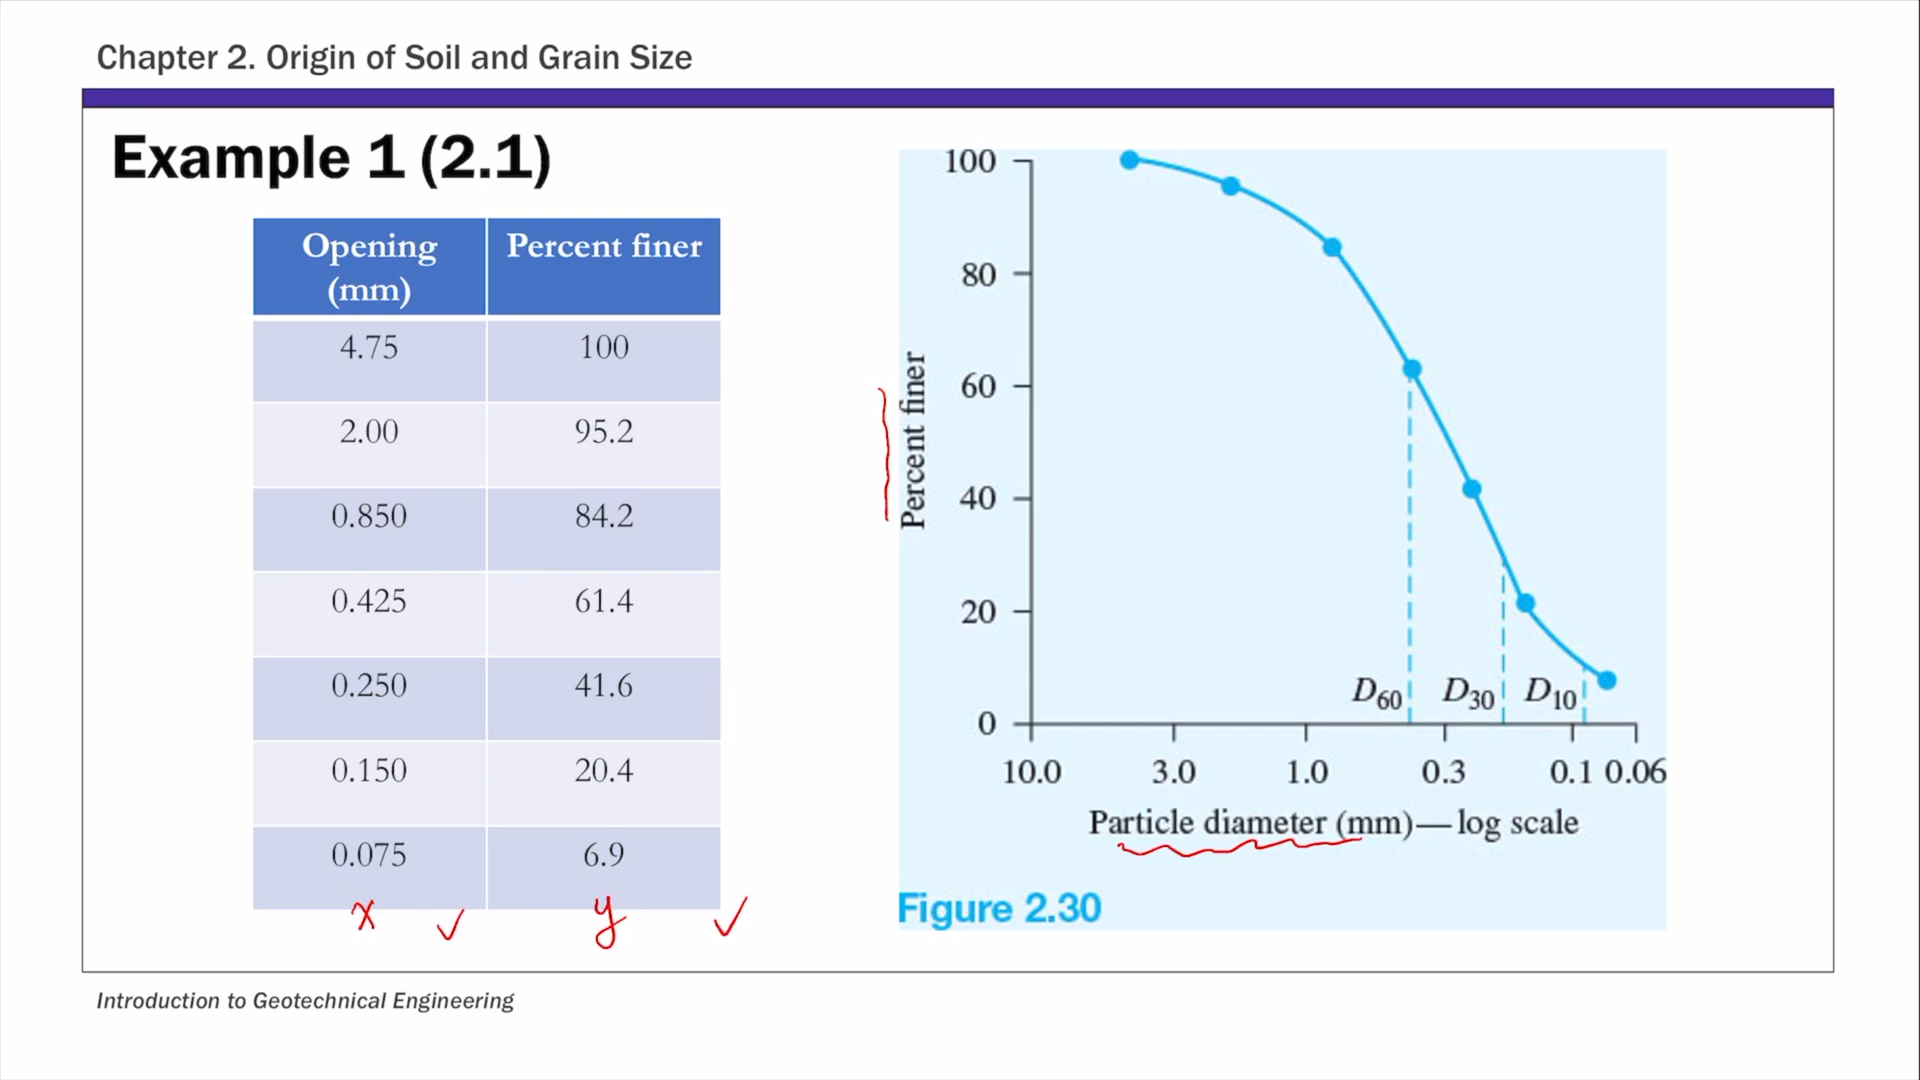 Chapter 2. Origin of Soil and Grain Size
Example 1 (2.1)
Opening (mm) Percent finer
4.75 100
2.00 95.2
0.850 84.2
0.425 61.4
0.250 41.6
0.150 20.4
0.075 6.9
x ✓ y ✓
Percent finer
100
80
60
40
20
0
D60 D30 D10
10.0 3.0 1.0 0.3 0.1 0.06
Particle diameter (mm)—log scale
Figure 2.30
Introduction to Geotechnical Engineering